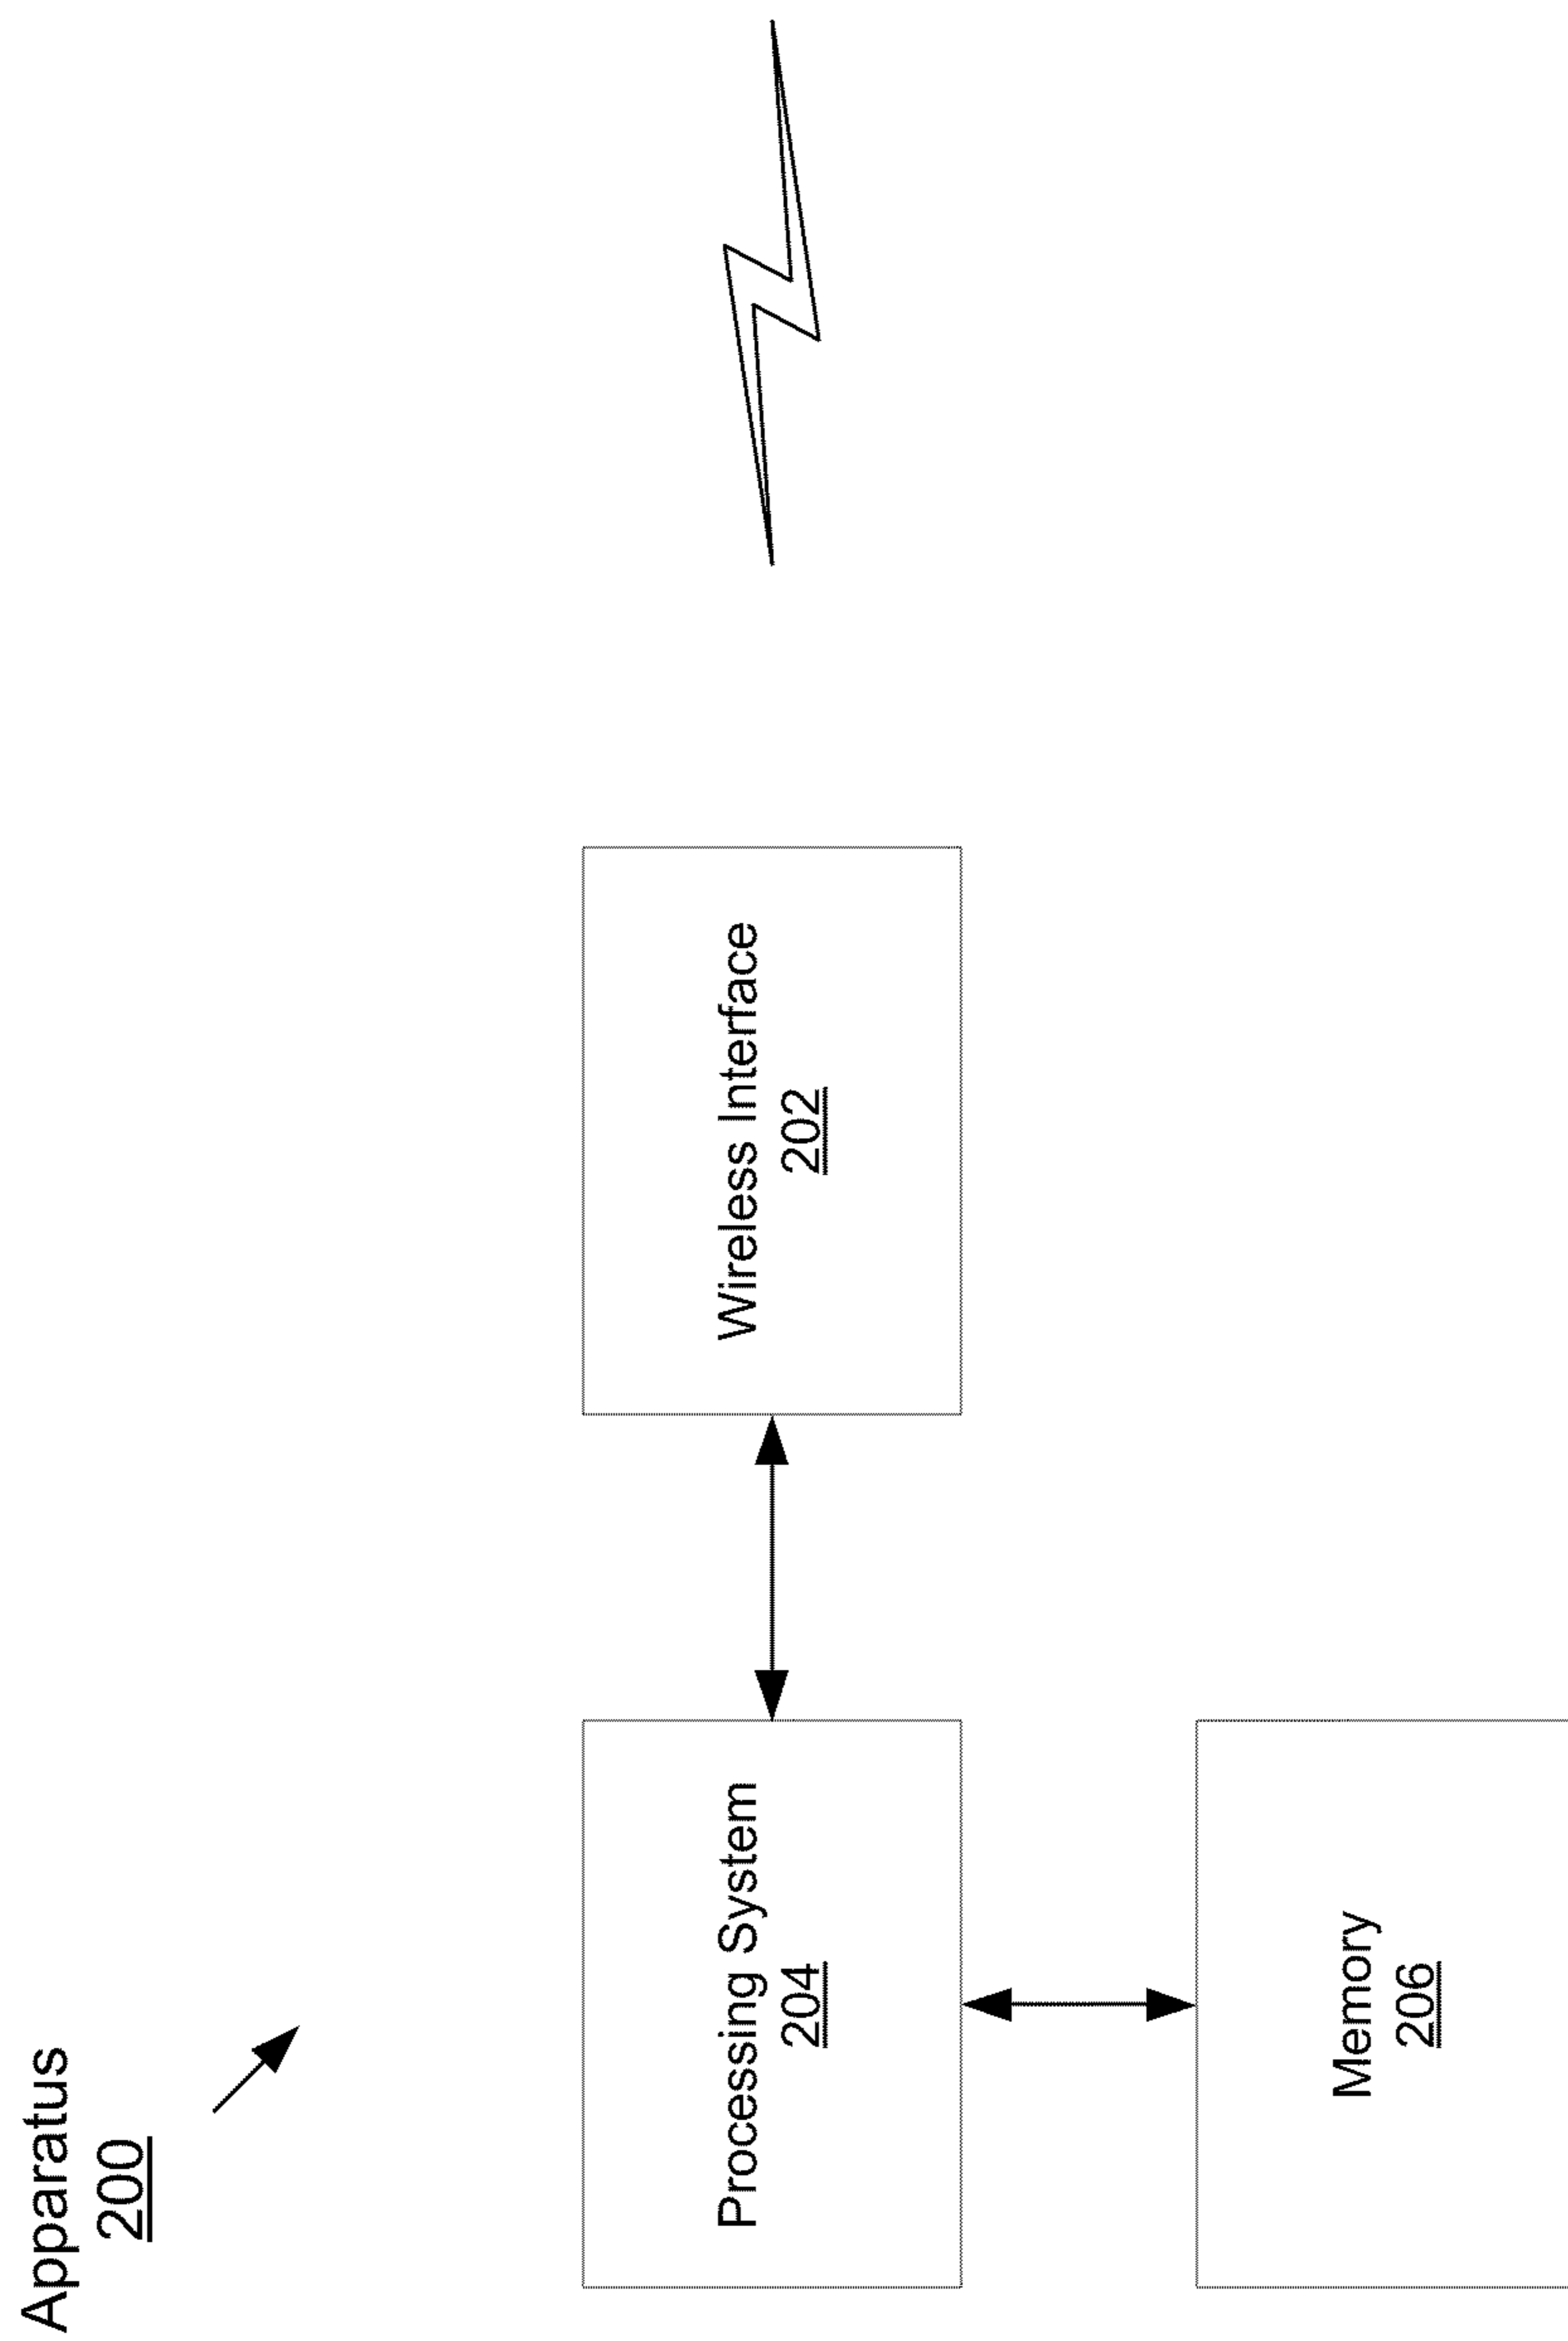 Apparatus
200
Processing System
204
Wireless Interface
202
Memory
206